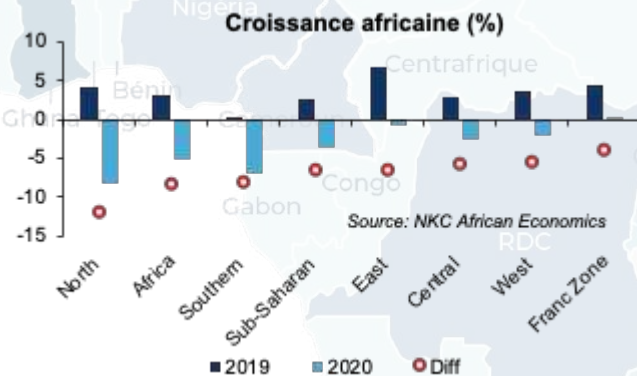 Nigeria
Croissance africaine (%)
10
5
0
-5
-10
-15
Centrafrique
Bénin
Ghana Togo
Cameroun
Congo
Gabon
Source: NKC African Economics
RDC
North
Africa
Southern
Sub-Saharan
East
Central
West
Franc Zone
2019 2020 Diff